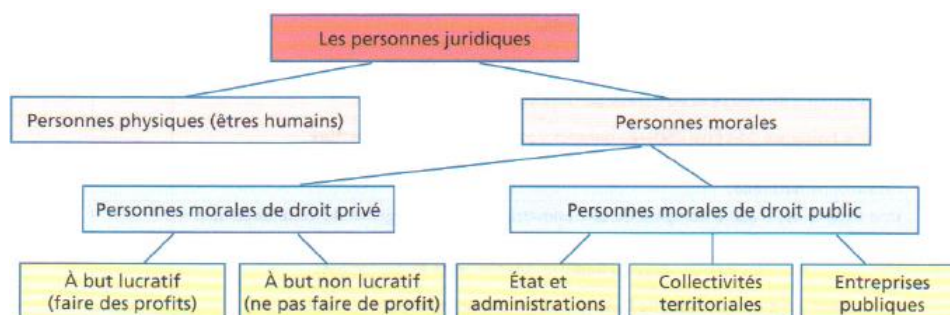 Les personnes juridiques
Personnes physiques (êtres humains)
Personnes morales
Personnes morales de droit privé
Personnes morales de droit public
À but lucratif
(faire des profits)
À but non lucratif
(ne pas faire de profit)
État et
administrations
Collectivités
territoriales
Entreprises
publiques